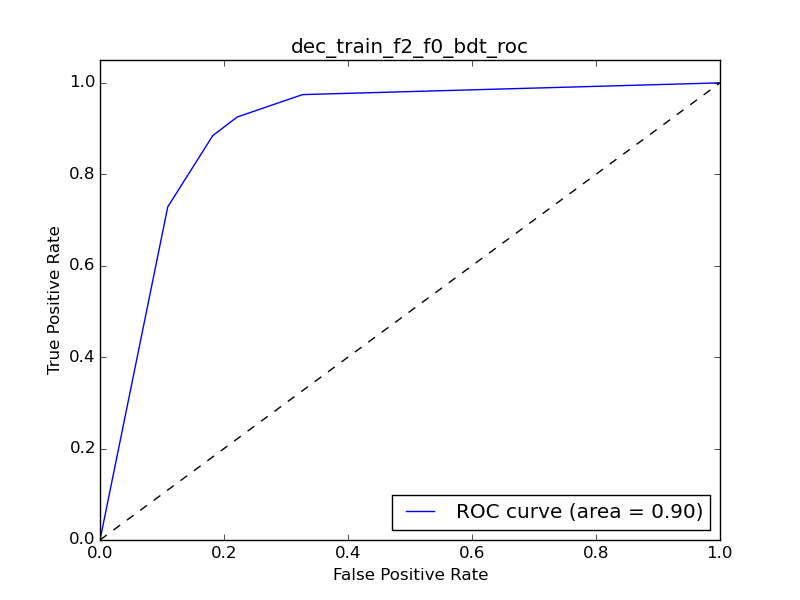 dec_train_f2_f0_bdt_roc
1.0
0.8
0.6
0.4
0.2
0.0
True Positive Rate
ROC curve (area = 0.90)
0.0 0.2 0.4 0.6 0.8 1.0
False Positive Rate